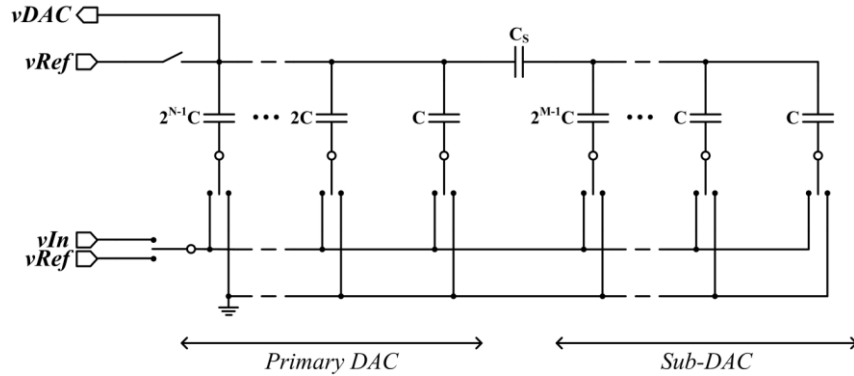 vDAC
C_S
vRef
2^{N-1}C ••• 2C C 2^{M-1}C ••• C C
vIn
vRef
Primary DAC Sub-DAC